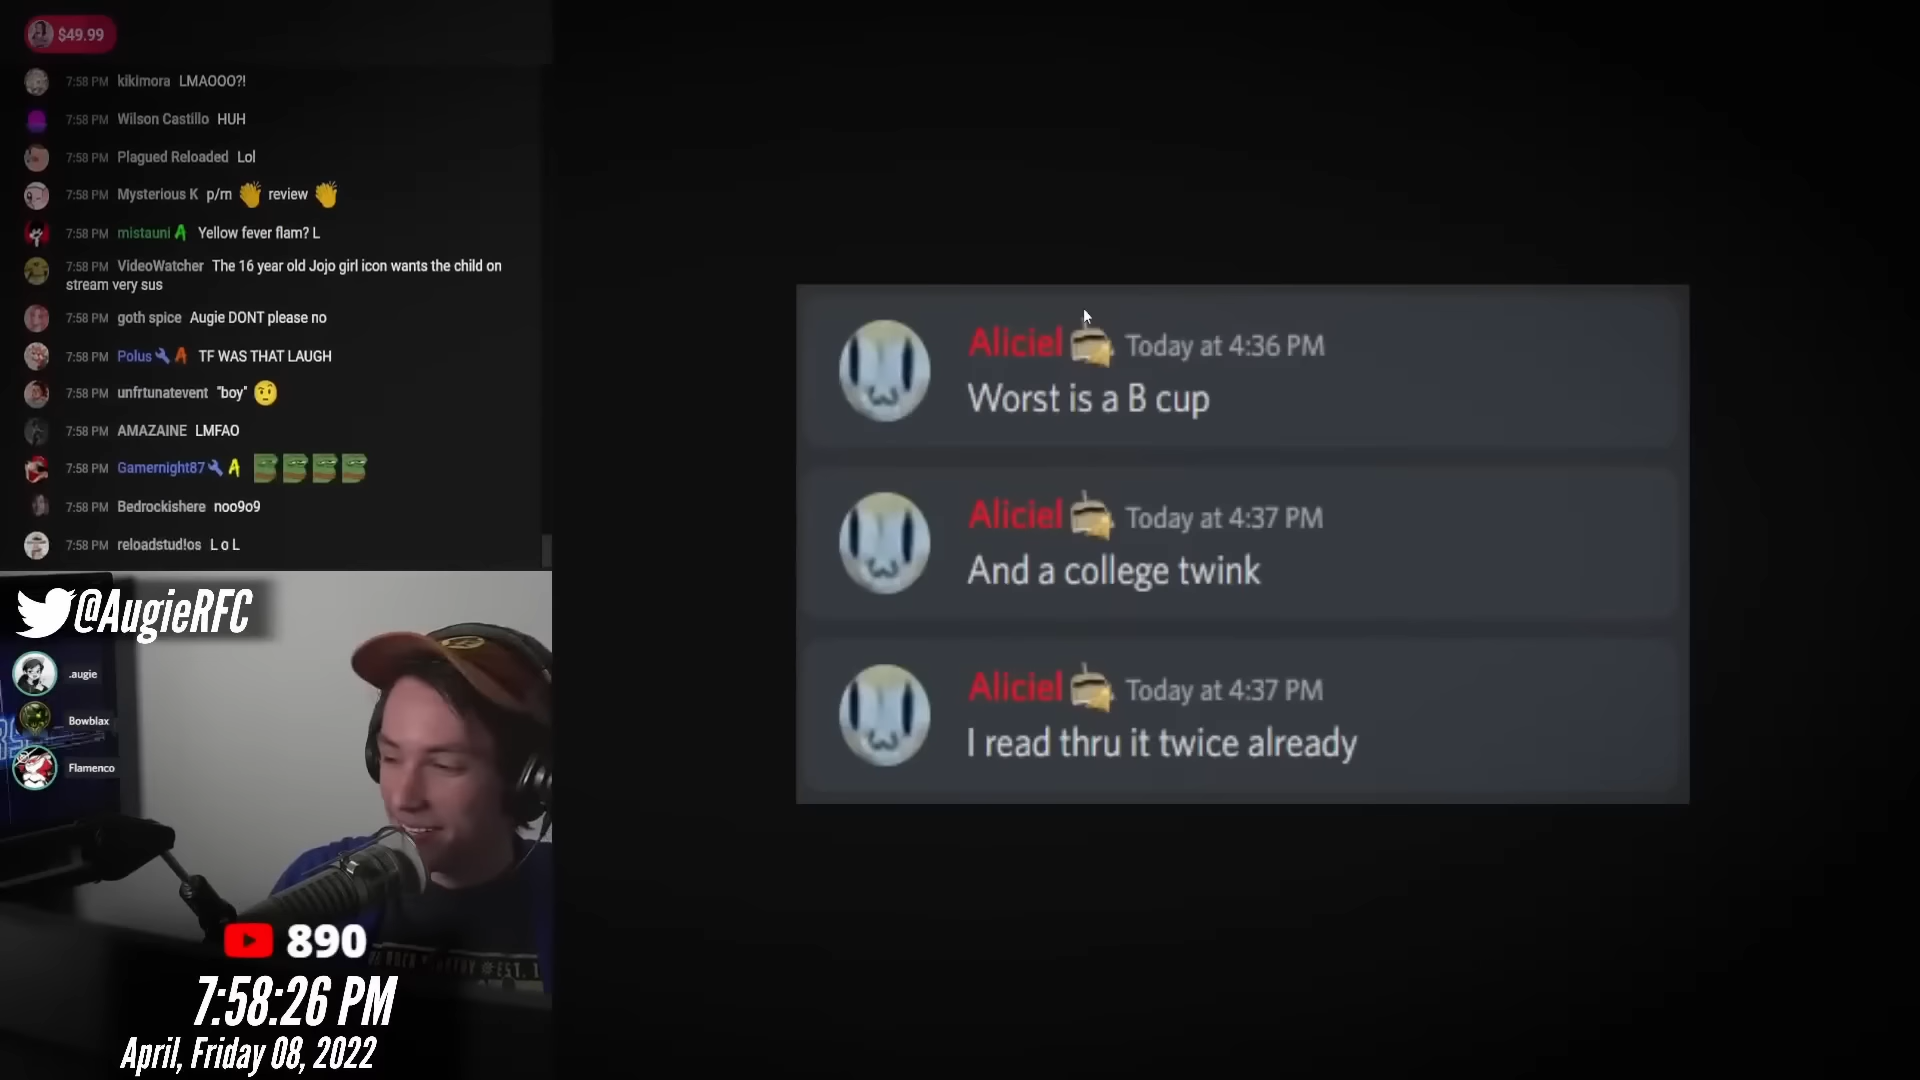 $49.99
7:58 PM kikimora LMAOOO?!
7:58 PM Wilson Castillo HUH
7:58 PM Plagued Reloaded Lol
7:58 PM Mysterious K p/rn 👏 review 👏
7:58 PM mistauni Yellow fever flam? L
7:58 PM VideoWatcher The 16 year old Jojo girl icon wants the child on
stream very sus
7:58 PM goth spice Augie DONT please no
7:58 PM Polus TF WAS THAT LAUGH
7:58 PM unfrtunatevent "boy" 🤨
7:58 PM AMAZAINE LMFAO
7:58 PM Gamernight87
7:58 PM Bedrockishere noo9o9
7:58 PM reloadstud!os L o L
@AugieRFC
.augie
Bowblax
Flamenco
890
7:58:26 PM
April, Friday 08, 2022
Aliciel Today at 4:36 PM
Worst is a B cup
Aliciel Today at 4:37 PM
And a college twink
Aliciel Today at 4:37 PM
I read thru it twice already